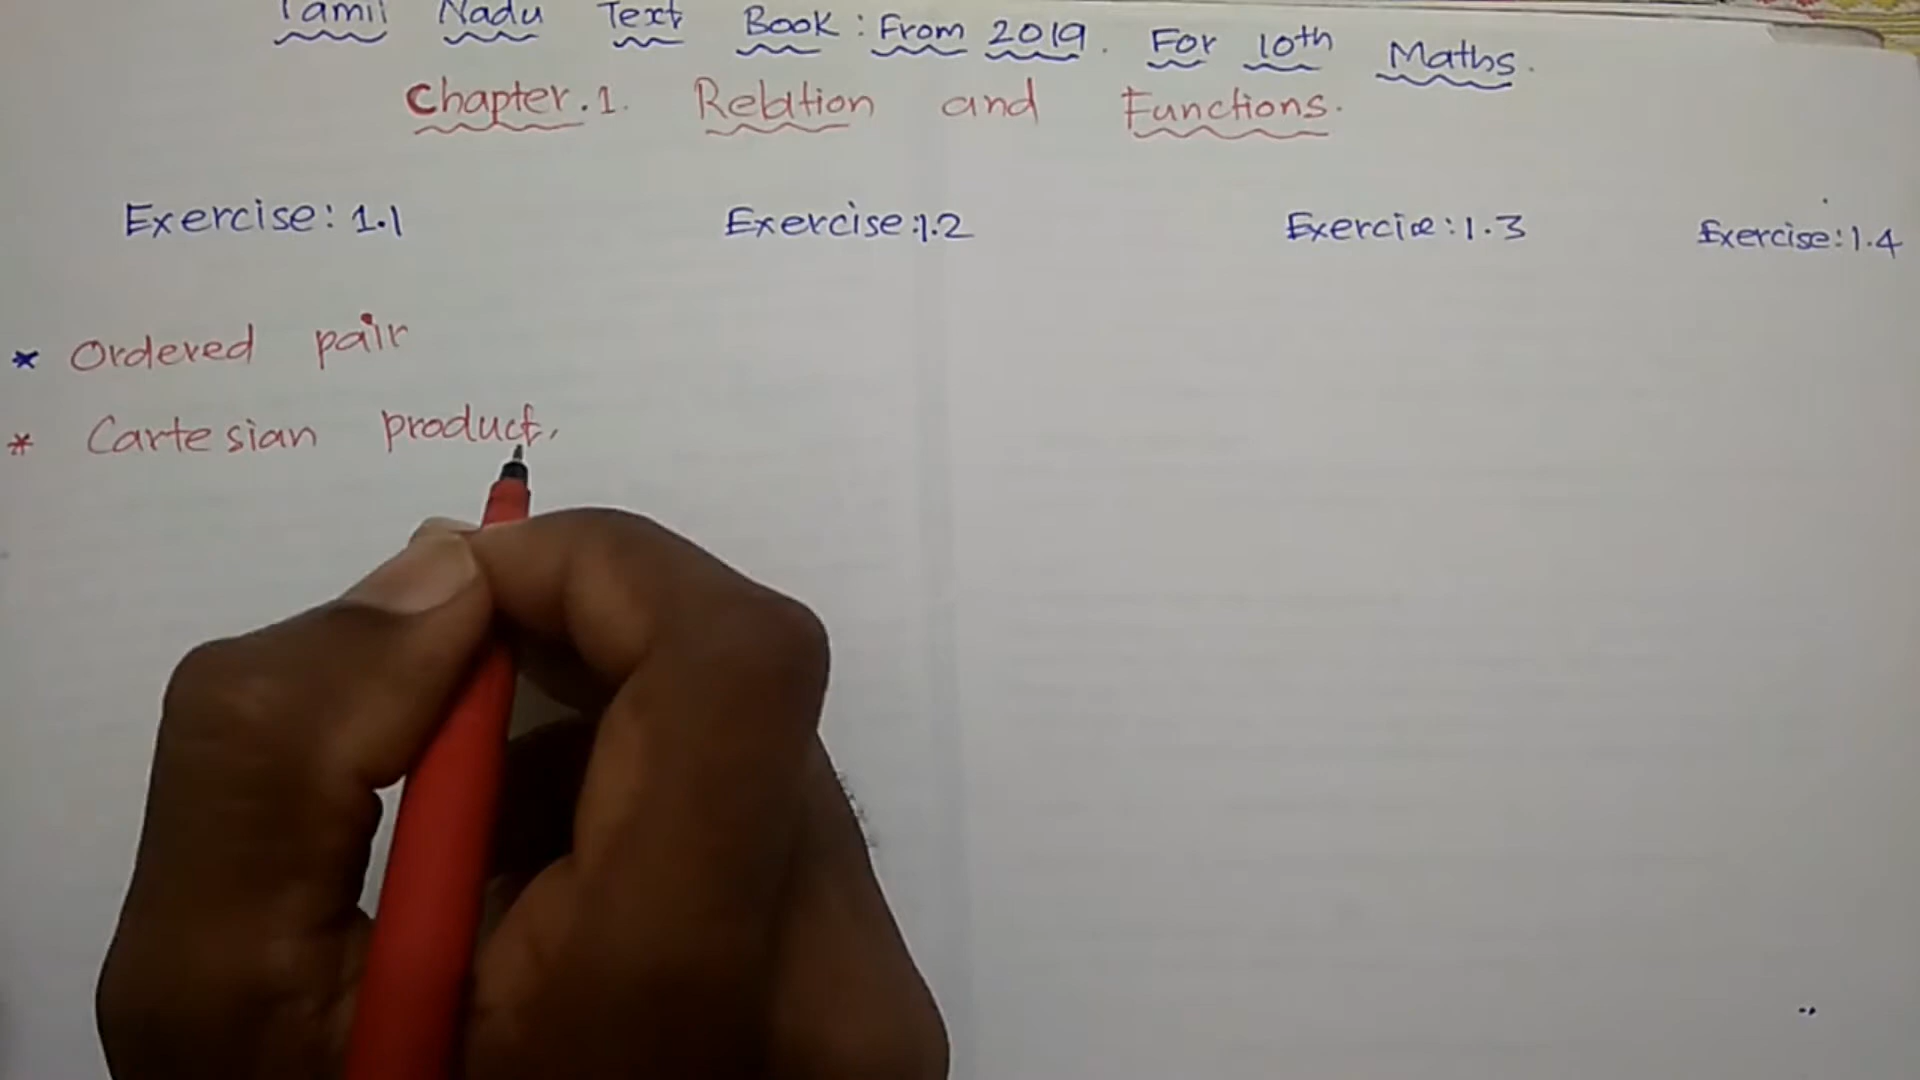 Tamil Nadu Text Book : From 2019. For 10th Maths.
Chapter.1. Relation and Functions.
Exercise: 1.1 Exercise:1.2 Exercise:1.3 Exercise:1.4
* Ordered pair
* Cartesian product,